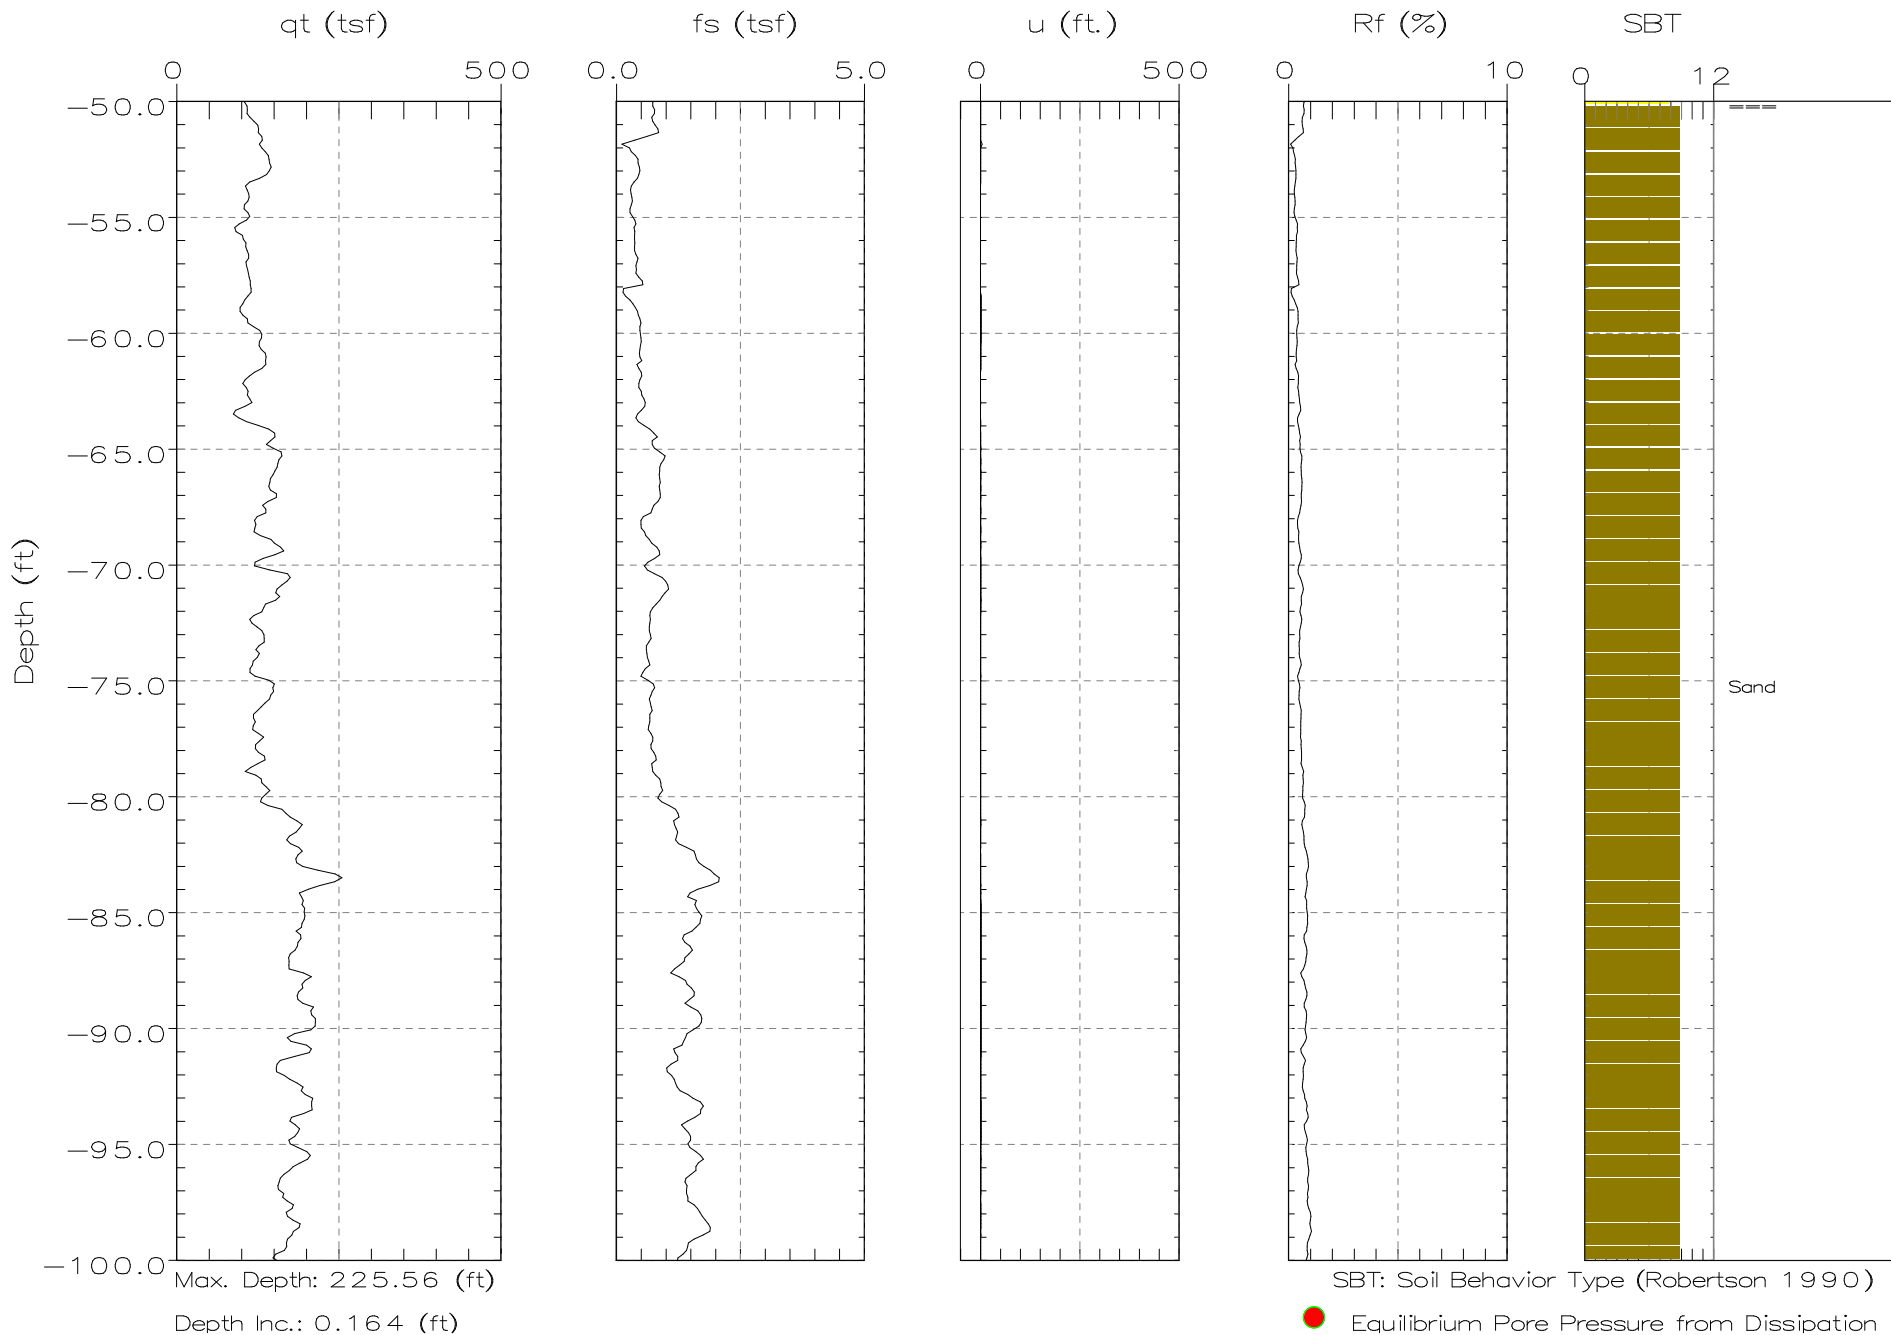 qt (tsf) fs (tsf) u (ft.) Rf (%) SBT
0 500 0.0 5.0 0 500 0 10 0 12
-50.0
-55.0
-60.0
-65.0
-70.0
Depth (ft)
-75.0
Sand
-80.0
-85.0
-90.0
-95.0
-100.0
Max. Depth: 225.56 (ft) SBT: Soil Behavior Type (Robertson 1990)
Depth Inc.: 0.164 (ft) Equilibrium Pore Pressure from Dissipation